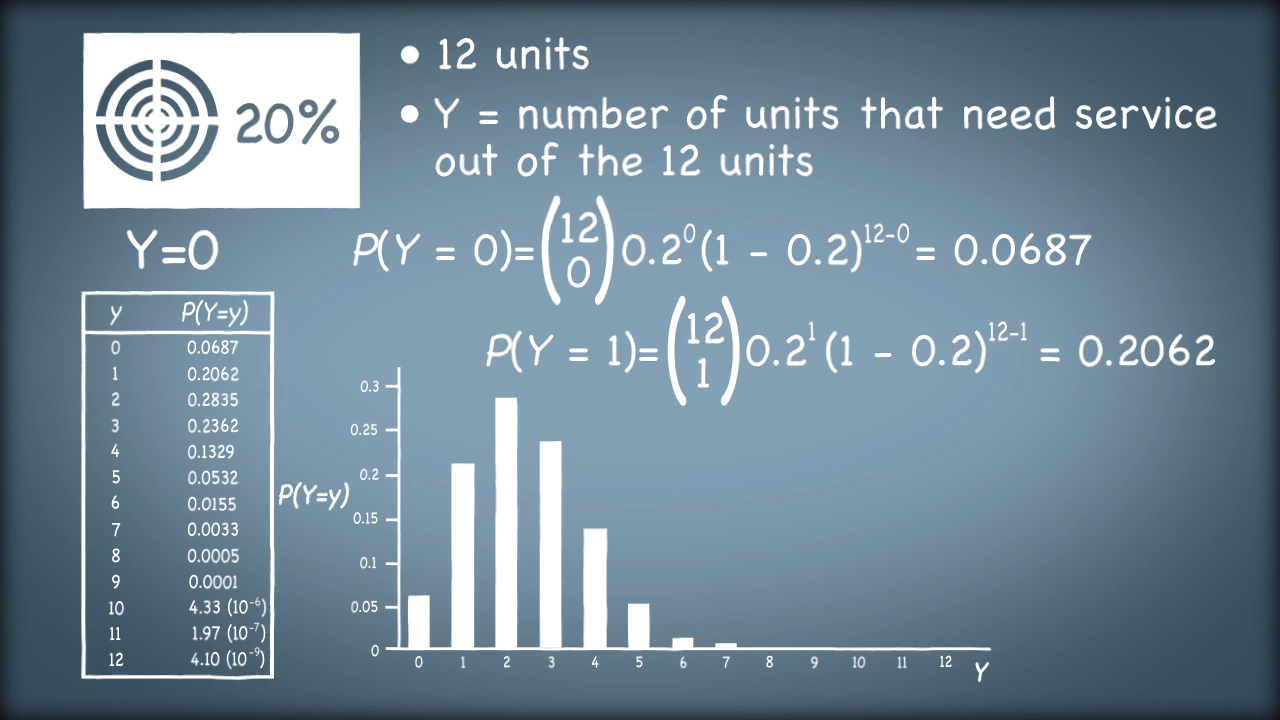 20%
• 12 units
• Y = number of units that need service
out of the 12 units
Y=0
P(Y = 0)=(12 0)0.2⁰(1 - 0.2)¹²⁻⁰ = 0.0687
P(Y = 1)=(12 1)0.2¹(1 - 0.2)¹²⁻¹ = 0.2062
y P(Y=y)
0 0.0687
1 0.2062
2 0.2835
3 0.2362
4 0.1329
5 0.0532
6 0.0155
7 0.0033
8 0.0005
9 0.0001
10 4.33 (10⁻⁶)
11 1.97 (10⁻⁷)
12 4.10 (10⁻⁹)
P(Y=y)
0.3
0.25
0.2
0.15
0.1
0.05
0
0 1 2 3 4 5 6 7 8 9 10 11 12 Y